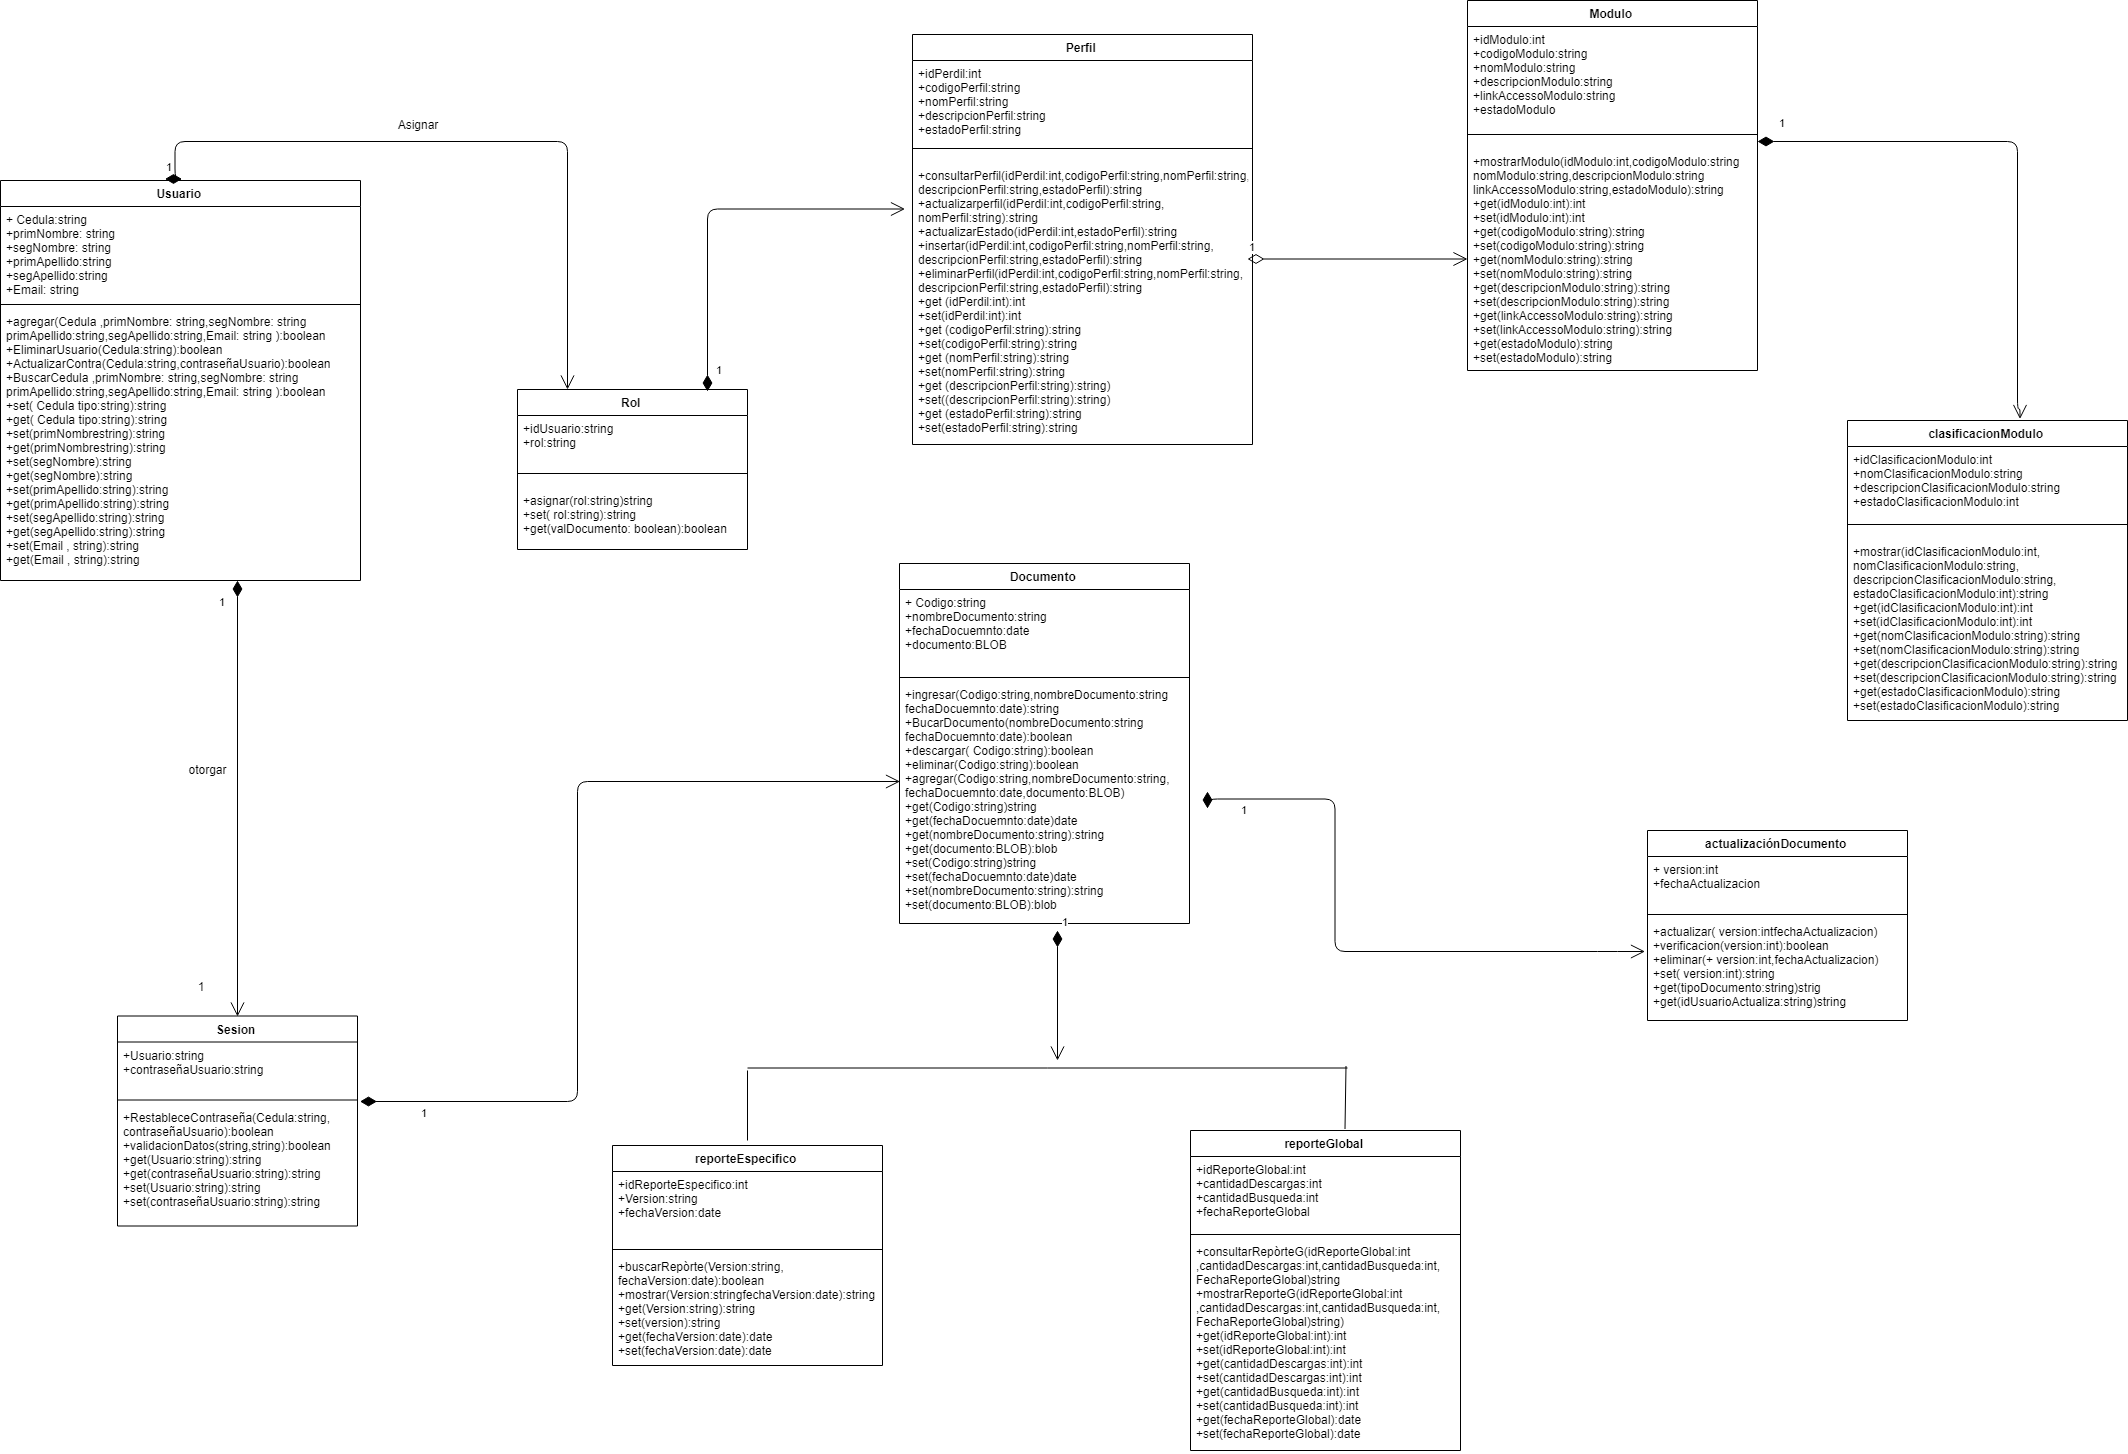 Asignar
1
Usuario
+ Cedula:string
+primNombre: string
+segNombre: string
+primApellido:string
+segApellido:string
+Email: string
+agregar(Cedula ,primNombre: string,segNombre: string
primApellido:string,segApellido:string,Email: string ):boolean
+EliminarUsuario(Cedula:string):boolean
+ActualizarContra(Cedula:string,contraseñaUsuario):boolean
+BuscarCedula ,primNombre: string,segNombre: string
primApellido:string,segApellido:string,Email: string ):boolean
+set( Cedula tipo:string):string
+get( Cedula tipo:string):string
+set(primNombrestring):string
+get(primNombrestring):string
+set(segNombre):string
+get(segNombre):string
+set(primApellido:string):string
+get(primApellido:string):string
+set(segApellido:string):string
+get(segApellido:string):string
+set(Email , string):string
+get(Email , string):string
1
otorgar
1
1
Rol
+idUsuario:string
+rol:string
+asignar(rol:string)string
+set( rol:string):string
+get(valDocumento: boolean):boolean
Perfil
+idPerdil:int
+codigoPerfil:string
+nomPerfil:string
+descripcionPerfil:string
+estadoPerfil:string
+consultarPerfil(idPerdil:int,codigoPerfil:string,nomPerfil:string,
descripcionPerfil:string,estadoPerfil):string
+actualizarperfil(idPerdil:int,codigoPerfil:string,
nomPerfil:string):string
+actualizarEstado(idPerdil:int,estadoPerfil):string
+insertar(idPerdil:int,codigoPerfil:string,nomPerfil:string,
descripcionPerfil:string,estadoPerfil):string
+eliminarPerfil(idPerdil:int,codigoPerfil:string,nomPerfil:string,
descripcionPerfil:string,estadoPerfil):string
+get (idPerdil:int):int
+set(idPerdil:int):int
+get (codigoPerfil:string):string
+set(codigoPerfil:string):string
+get (nomPerfil:string):string
+set(nomPerfil:string):string
+get (descripcionPerfil:string):string)
+set((descripcionPerfil:string):string)
+get (estadoPerfil:string):string
+set(estadoPerfil:string):string
1
Modulo
+idModulo:int
+codigoModulo:string
+nomModulo:string
+descripcionModulo:string
+linkAccessoModulo:string
+estadoModulo
+mostrarModulo(idModulo:int,codigoModulo:string
nomModulo:string,descripcionModulo:string
linkAccessoModulo:string,estadoModulo):string
+get(idModulo:int):int
+set(idModulo:int):int
+get(codigoModulo:string):string
+set(codigoModulo:string):string
+get(nomModulo:string):string
+set(nomModulo:string):string
+get(descripcionModulo:string):string
+set(descripcionModulo:string):string
+get(linkAccessoModulo:string):string
+set(linkAccessoModulo:string):string
+get(estadoModulo):string
+set(estadoModulo):string
1
clasificacionModulo
+idClasificacionModulo:int
+nomClasificacionModulo:string
+descripcionClasificacionModulo:string
+estadoClasificacionModulo:int
+mostrar(idClasificacionModulo:int,
nomClasificacionModulo:string,
descripcionClasificacionModulo:string,
estadoClasificacionModulo:int):string
+get(idClasificacionModulo:int):int
+set(idClasificacionModulo:int):int
+get(nomClasificacionModulo:string):string
+set(nomClasificacionModulo:string):string
+get(descripcionClasificacionModulo:string):string
+set(descripcionClasificacionModulo:string):string
+get(estadoClasificacionModulo):string
+set(estadoClasificacionModulo):string
Documento
+ Codigo:string
+nombreDocumento:string
+fechaDocuemnto:date
+documento:BLOB
+ingresar(Codigo:string,nombreDocumento:string
fechaDocuemnto:date):string
+BucarDocumento(nombreDocumento:string
fechaDocuemnto:date):boolean
+descargar( Codigo:string):boolean
+eliminar(Codigo:string):boolean
+agregar(Codigo:string,nombreDocumento:string,
fechaDocuemnto:date,documento:BLOB)
+get(Codigo:string)string
+get(fechaDocuemnto:date)date
+get(nombreDocumento:string):string
+get(documento:BLOB):blob
+set(Codigo:string)string
+set(fechaDocuemnto:date)date
+set(nombreDocumento:string):string
+set(documento:BLOB):blob
1
1
actualizaciónDocumento
+ version:int
+fechaActualizacion
+actualizar( version:intfechaActualizacion)
+verificacion(version:int):boolean
+eliminar(+ version:int,fechaActualizacion)
+set( version:int):string
+get(tipoDocumento:string)strig
+get(idUsuarioActualiza:string)string
Sesion
+Usuario:string
+contraseñaUsuario:string
+RestableceContraseña(Cedula:string,
contraseñaUsuario):boolean
+validacionDatos(string,string):boolean
+get(Usuario:string):string
+get(contraseñaUsuario:string):string
+set(Usuario:string):string
+set(contraseñaUsuario:string):string
1
reporteEspecifico
+idReporteEspecifico:int
+Version:string
+fechaVersion:date
+buscarRepòrte(Version:string,
fechaVersion:date):boolean
+mostrar(Version:stringfechaVersion:date):string
+get(Version:string):string
+set(version):string
+get(fechaVersion:date):date
+set(fechaVersion:date):date
reporteGlobal
+idReporteGlobal:int
+cantidadDescargas:int
+cantidadBusqueda:int
+fechaReporteGlobal
+consultarRepòrteG(idReporteGlobal:int
,cantidadDescargas:int,cantidadBusqueda:int,
FechaReporteGlobal)string
+mostrarReporteG(idReporteGlobal:int
,cantidadDescargas:int,cantidadBusqueda:int,
FechaReporteGlobal)string)
+get(idReporteGlobal:int):int
+set(idReporteGlobal:int):int
+get(cantidadDescargas:int):int
+set(cantidadDescargas:int):int
+get(cantidadBusqueda:int):int
+set(cantidadBusqueda:int):int
+get(fechaReporteGlobal):date
+set(fechaReporteGlobal):date